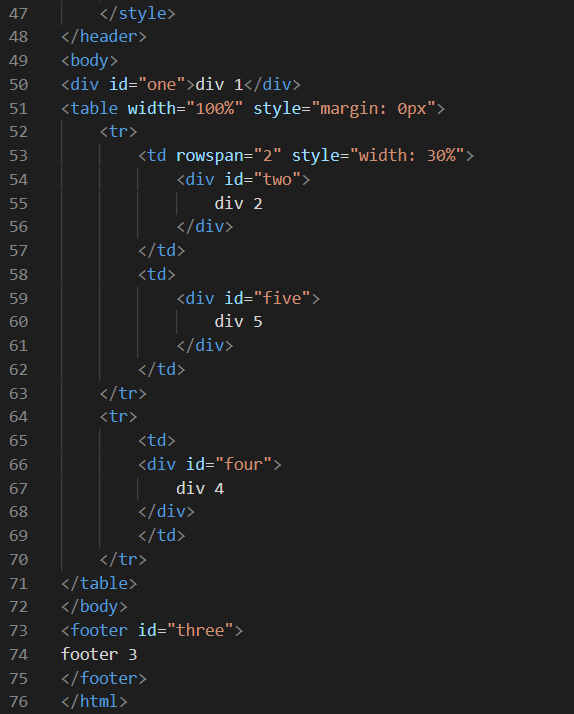 47 </style>
48 </header>
49 <body>
50 <div id="one">div 1</div>
51 <table width="100%" style="margin: 0px">
52 <tr>
53 <td rowspan="2" style="width: 30%">
54 <div id="two">
55 div 2
56 </div>
57 </td>
58 <td>
59 <div id="five">
60 div 5
61 </div>
62 </td>
63 </tr>
64 <tr>
65 <td>
66 <div id="four">
67 div 4
68 </div>
69 </td>
70 </tr>
71 </table>
72 </body>
73 <footer id="three">
74 footer 3
75 </footer>
76 </html>